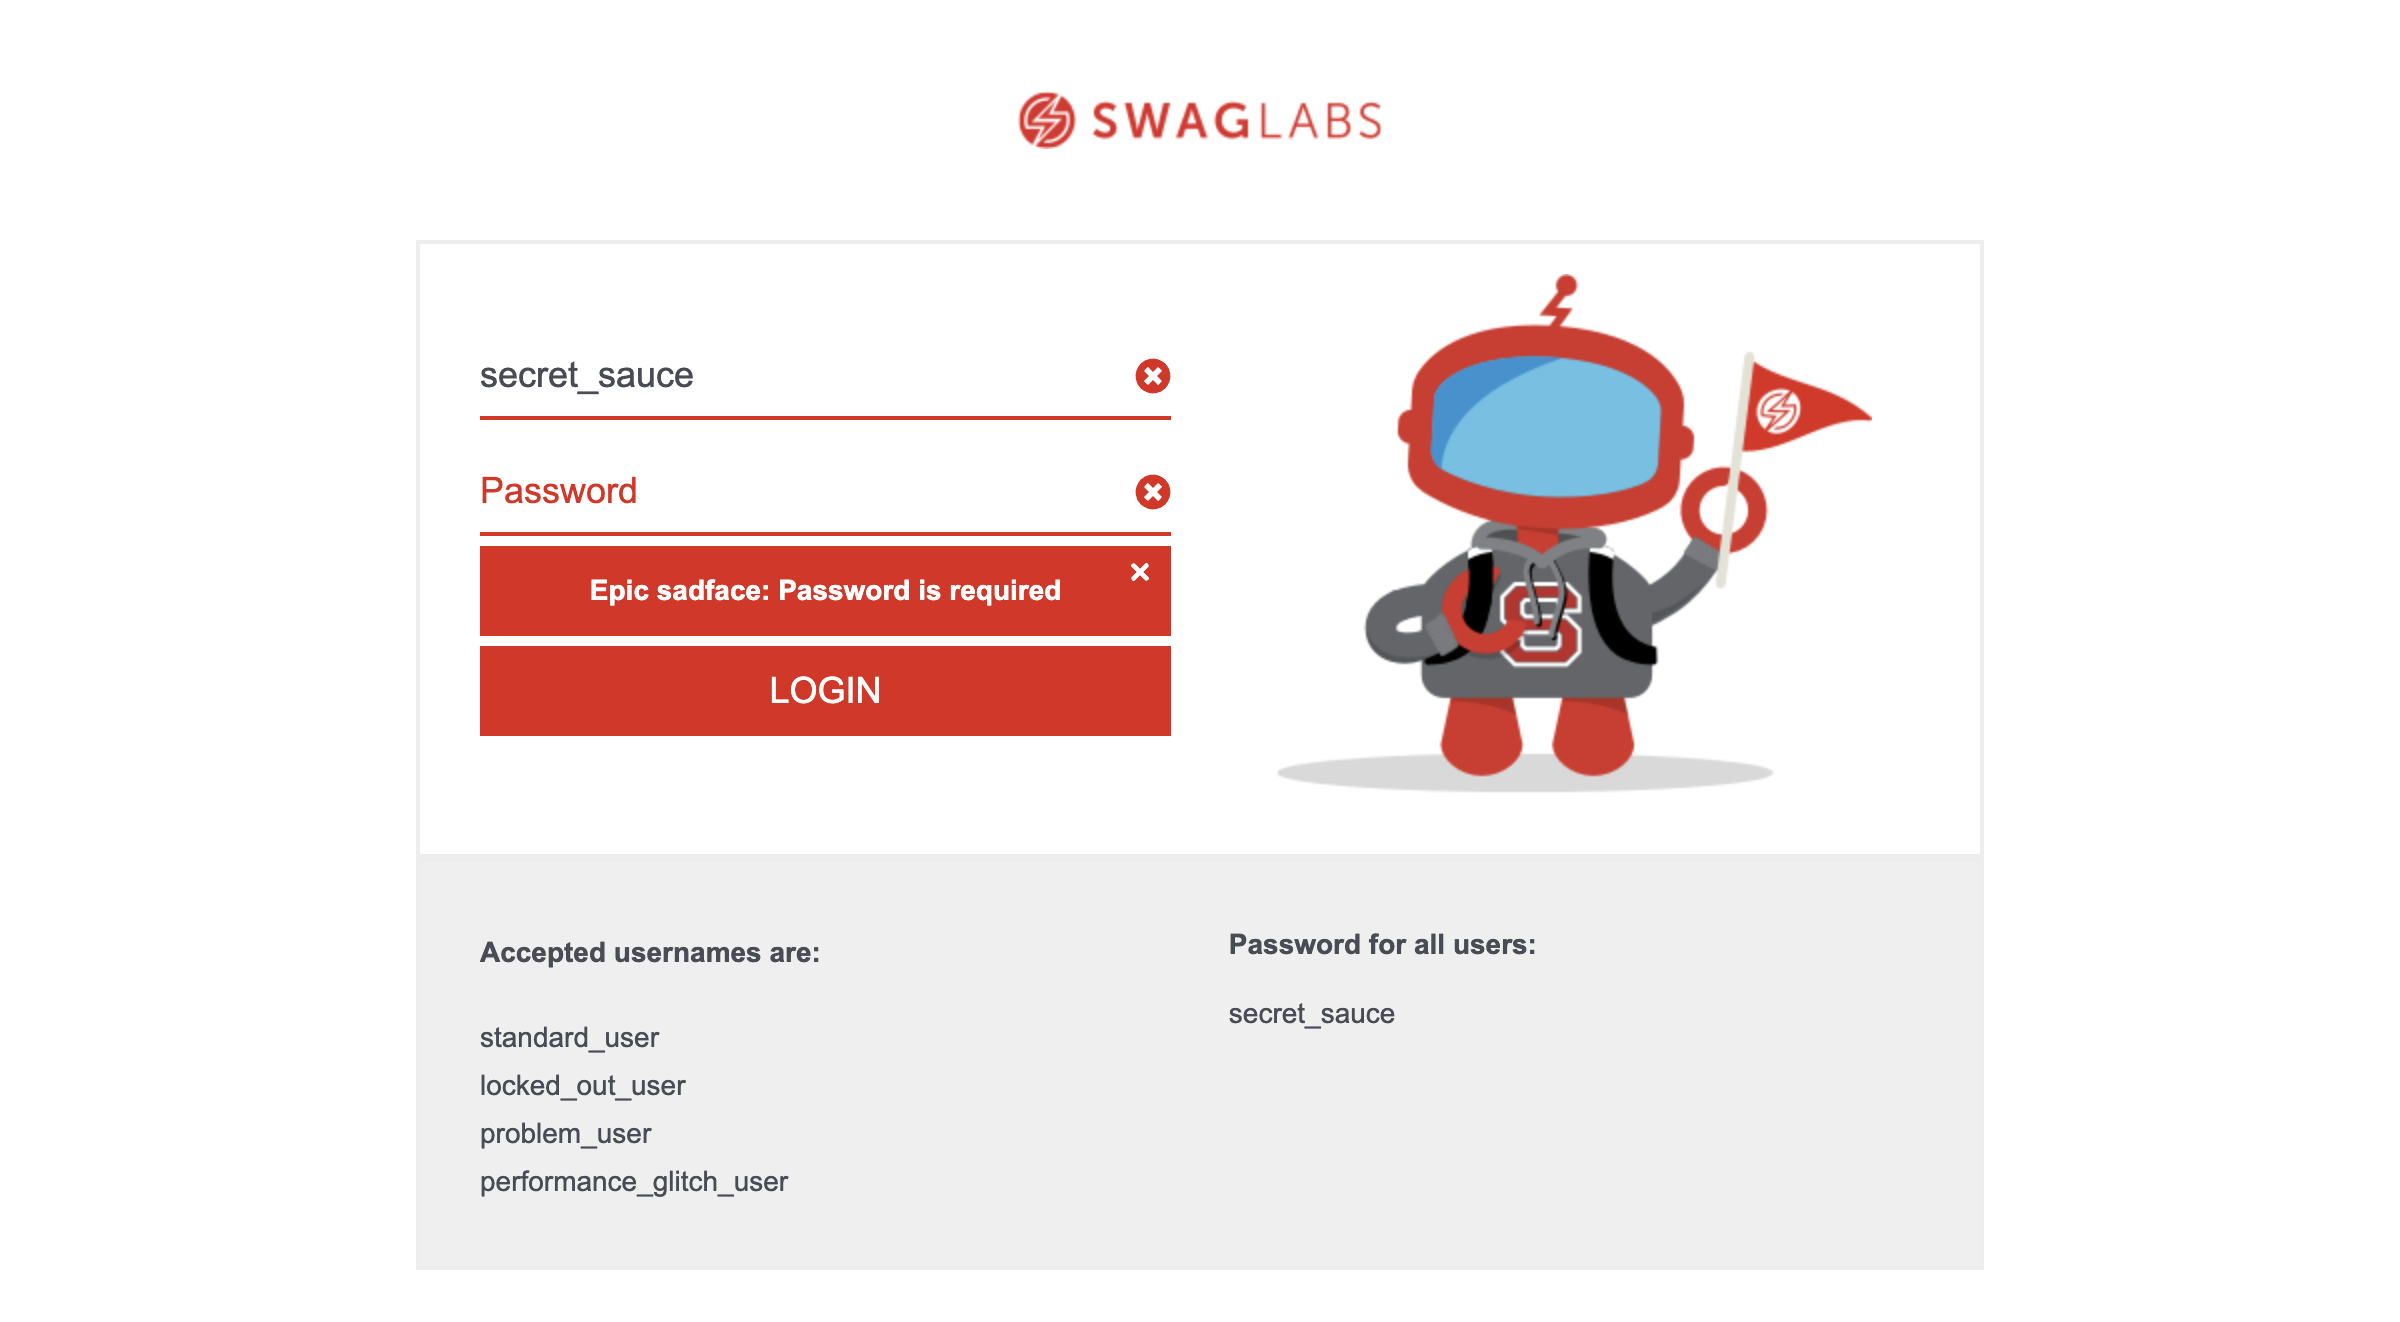 SWAGLABS
secret_sauce
Password
Epic sadface: Password is required
LOGIN
S
Accepted usernames are:
standard_user
locked_out_user
problem_user
performance_glitch_user
Password for all users:
secret_sauce